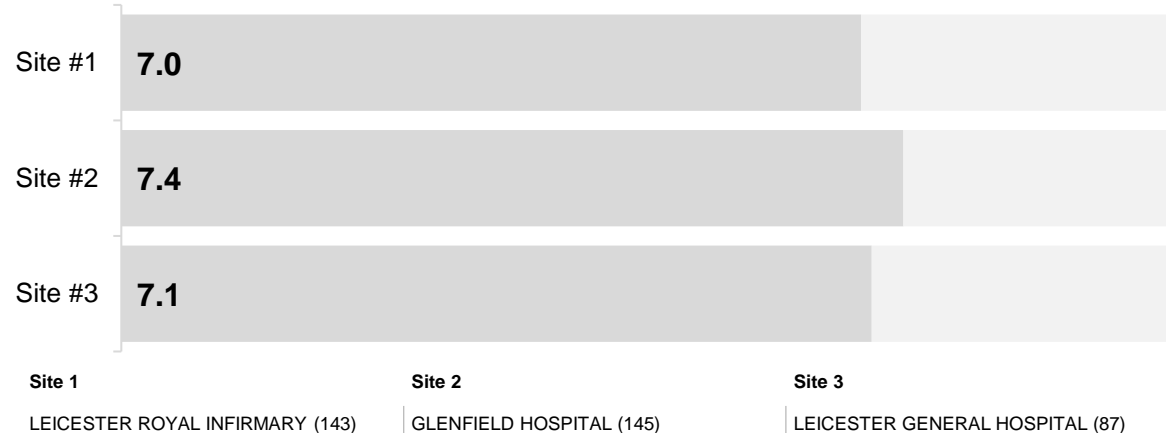 Site #1 7.0
Site #2 7.4
Site #3 7.1
Site 1 Site 2 Site 3
LEICESTER ROYAL INFIRMARY (143) GLENFIELD HOSPITAL (145) LEICESTER GENERAL HOSPITAL (87)